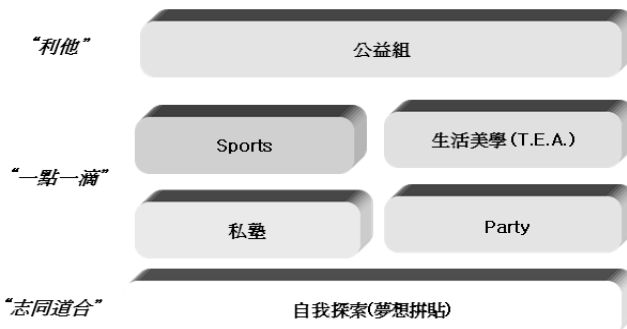 “利他”
公益組
Sports
生活美學(T.E.A.)
“一點一滴”
私塾
Party
“志同道合”
自我探索(夢想拼貼)